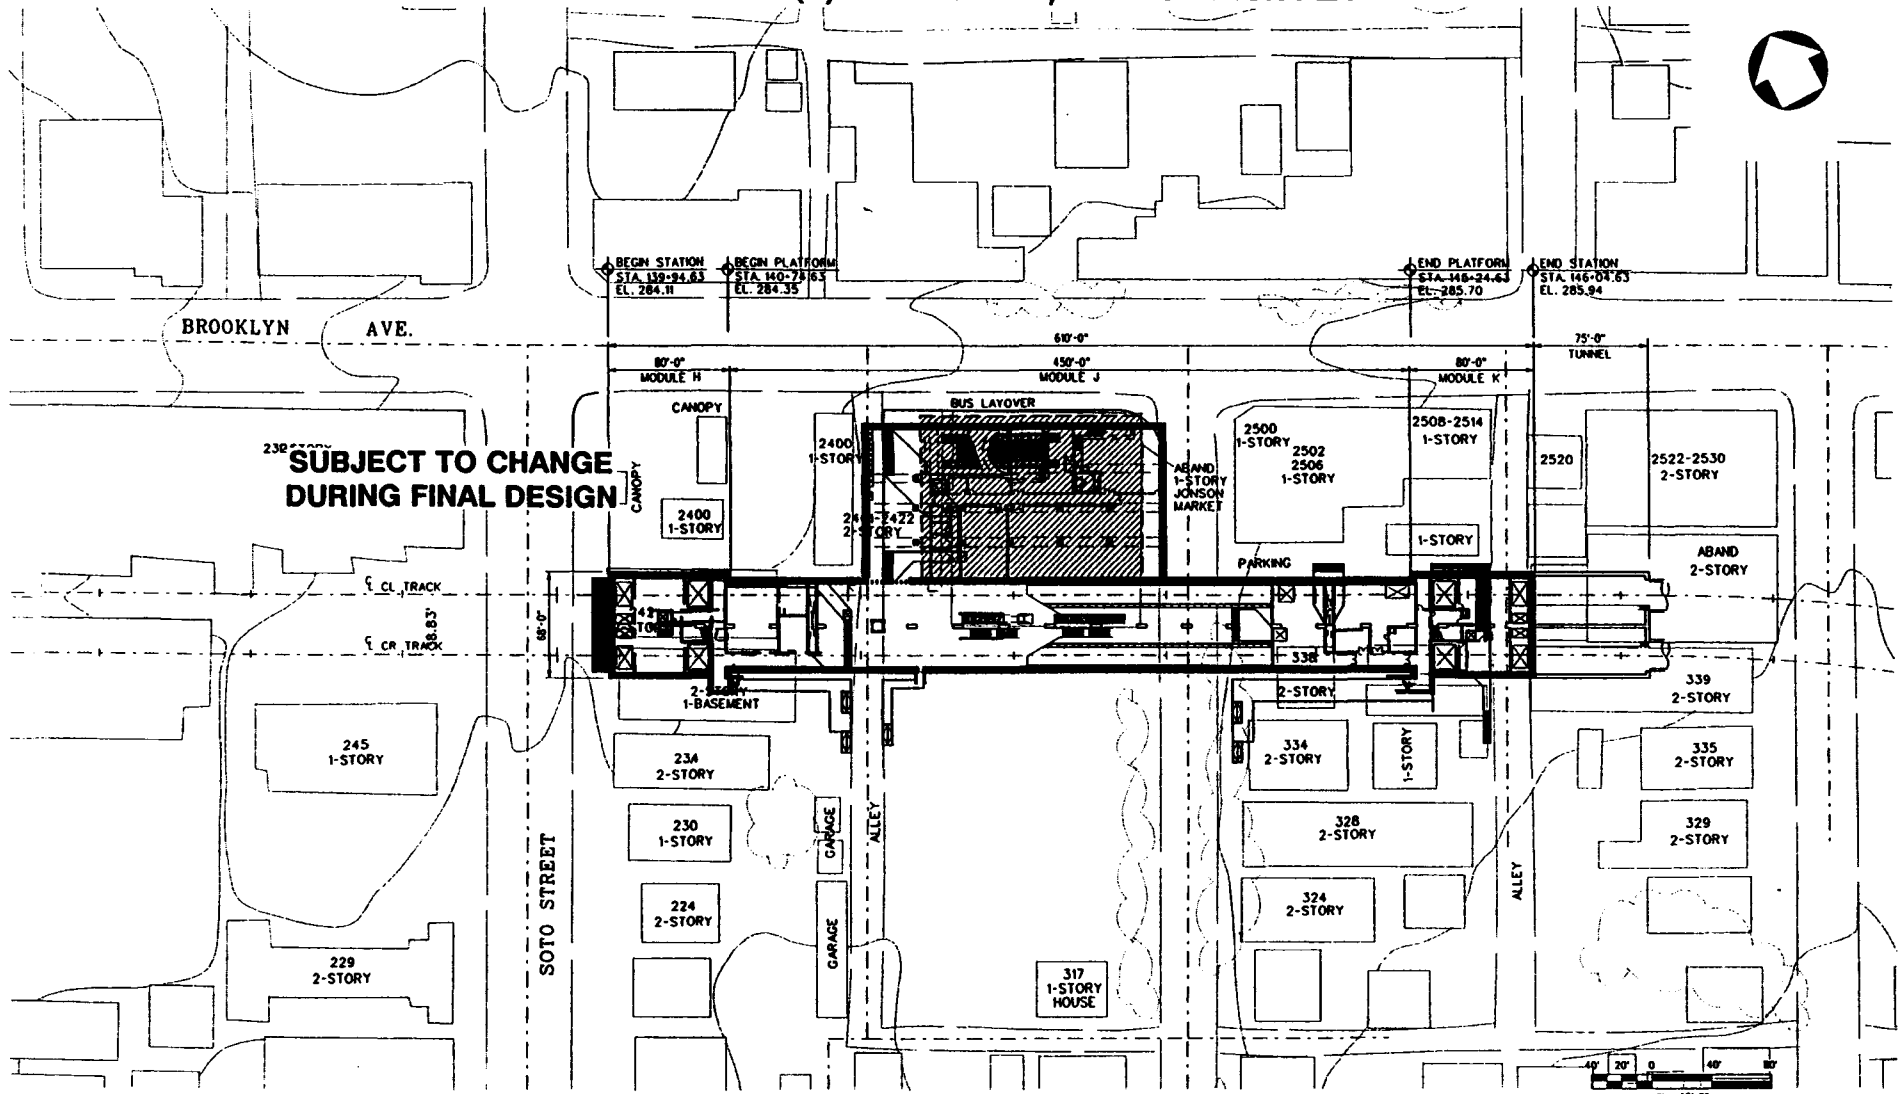 BEGIN STATION
STA. 139+94.63
EL. 284.11
BEGIN PLATFORM
STA. 140+74.63
EL. 284.35
END PLATFORM
EL. 285.70
END STATION
STA. 146+04.63
EL. 285.94
BROOKLYN AVE.
610'-0"
75'-0"
TUNNEL
80'-0"
MODULE H
450'-0"
MODULE J
80'-0"
MODULE K
CANOPY
BUS LAYOVER
2400
1-STORY
2500
1-STORY
2502
2506
1-STORY
2508-2514
1-STORY
2520
2522-2530
2-STORY
SUBJECT TO CHANGE
DURING FINAL DESIGN
CANOPY
2400
1-STORY
2-STORY
ABAND
1-STORY
JONSON
MARKET
1-STORY
PARKING
ABAND
2-STORY
CL TRACK
CR TRACK
68'-0"
338
2-STORY
2-STORY
1-BASEMENT
339
2-STORY
245
1-STORY
234
2-STORY
334
2-STORY
1-STORY
335
2-STORY
230
1-STORY
GARAGE
ALLEY
328
2-STORY
329
2-STORY
SOTO STREET
224
2-STORY
GARAGE
324
2-STORY
ALLEY
229
2-STORY
317
1-STORY
HOUSE
40' 20' 0 40' 80'